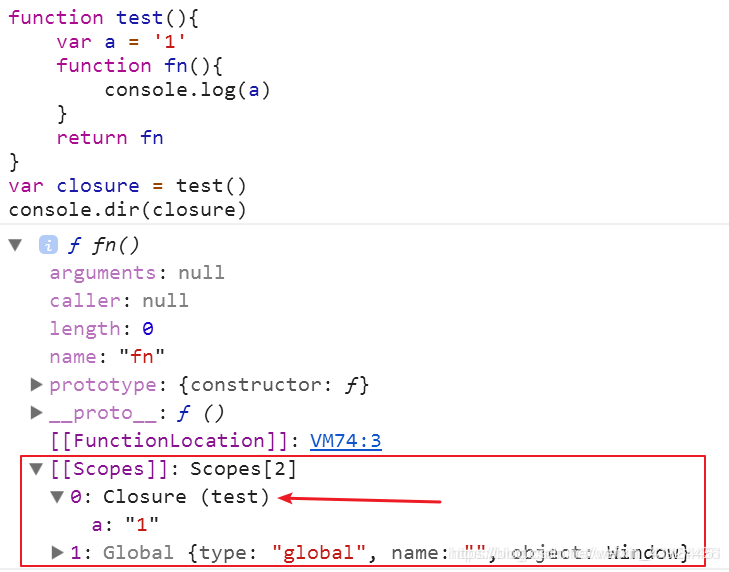 function test(){
    var a = '1'
    function fn(){
        console.log(a)
    }
    return fn
}
var closure = test()
console.dir(closure)
▼ i ƒ fn()
arguments: null
caller: null
length: 0
name: "fn"
▶ prototype: {constructor: ƒ}
▶ __proto__: ƒ ()
[[FunctionLocation]]: VM74:3
▼ [[Scopes]]: Scopes[2]
▼ 0: Closure (test)
a: "1"
▶ 1: Global {type: "global", name: "", object: Window}